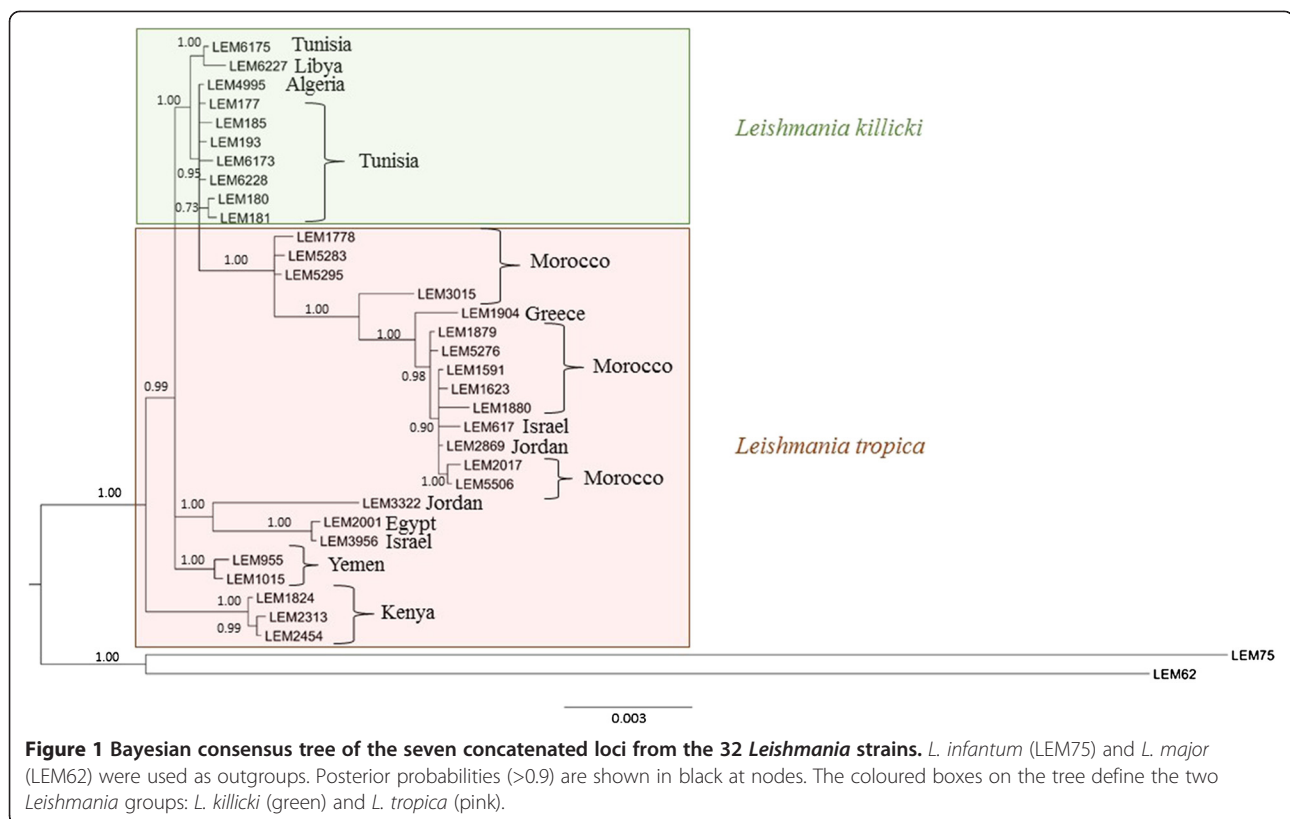 1.00 LEM6175 Tunisia
LEM6227 Libya
LEM4995 Algeria
1.00 LEM177
LEM185
LEM193
LEM6173 Tunisia
0.95 LEM6228
LEM180
0.73 LEM181
Leishmania killicki
LEM1778
1.00 LEM5283 Morocco
LEM5295
LEM3015
1.00
LEM1904 Greece
1.00 LEM1879
LEM5276
0.98 LEM1591 Morocco
LEM1623
0.99 LEM1880
0.90 LEM617 Israel
LEM2869 Jordan
LEM2017
1.00 LEM5506 Morocco
Leishmania tropica
1.00 LEM3322 Jordan
1.00 LEM2001 Egypt
LEM3956 Israel
1.00
1.00 LEM955 Yemen
LEM1015
1.00 LEM1824
LEM2313 Kenya
0.99 LEM2454
1.00 LEM75
LEM62
0.003
Figure 1 Bayesian consensus tree of the seven concatenated loci from the 32 Leishmania strains. L. infantum (LEM75) and L. major
(LEM62) were used as outgroups. Posterior probabilities (>0.9) are shown in black at nodes. The coloured boxes on the tree define the two
Leishmania groups: L. killicki (green) and L. tropica (pink).